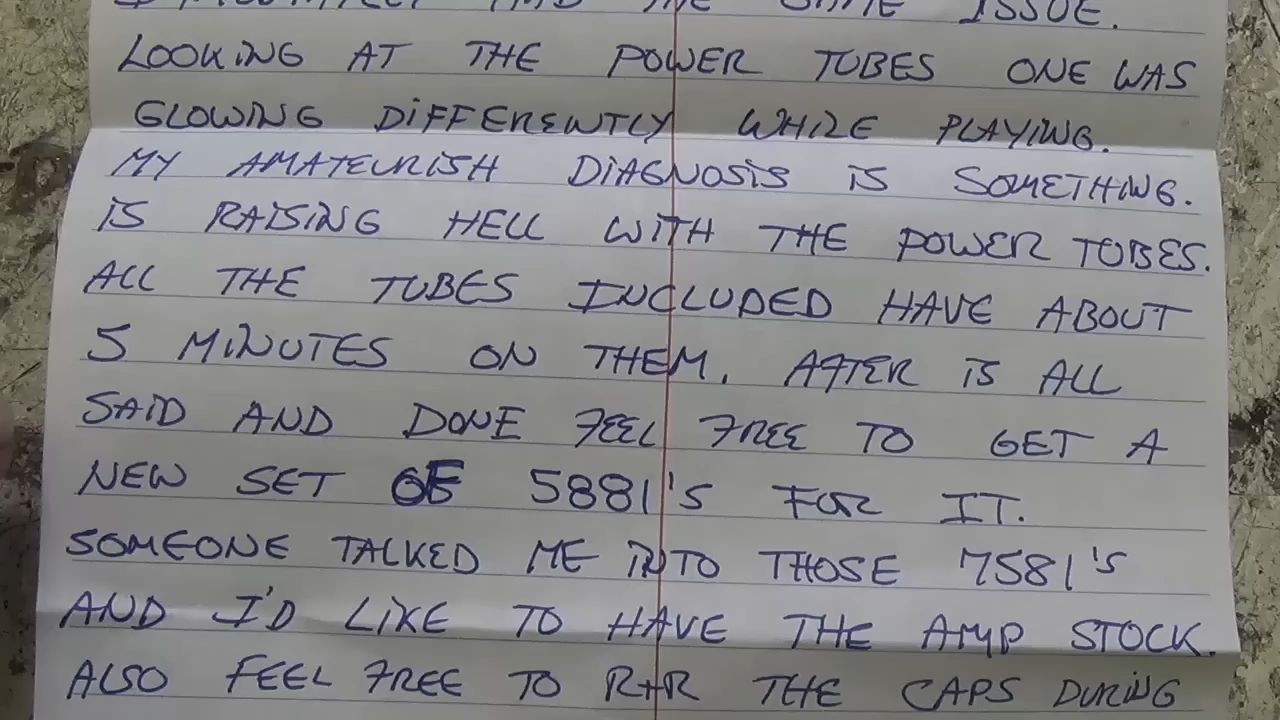 THE SAME ISSUE.
LOOKING AT THE POWER TUBES ONE WAS
GLOWING DIFFERENTLY WHILE PLAYING.
MY AMATEURISH DIAGNOSIS IS SOMETHING.
IS RAISING HELL WITH THE POWER TUBES.
ALL THE TUBES INCLUDED HAVE ABOUT
5 MINUTES ON THEM. AFTER IS ALL
SAID AND DONE FEEL FREE TO GET A
NEW SET OF 5881'S FOR IT.
SOMEONE TALKED ME INTO THOSE 7581'S
AND I'D LIKE TO HAVE THE AMP STOCK.
ALSO FEEL FREE TO R+R THE CAPS DURING